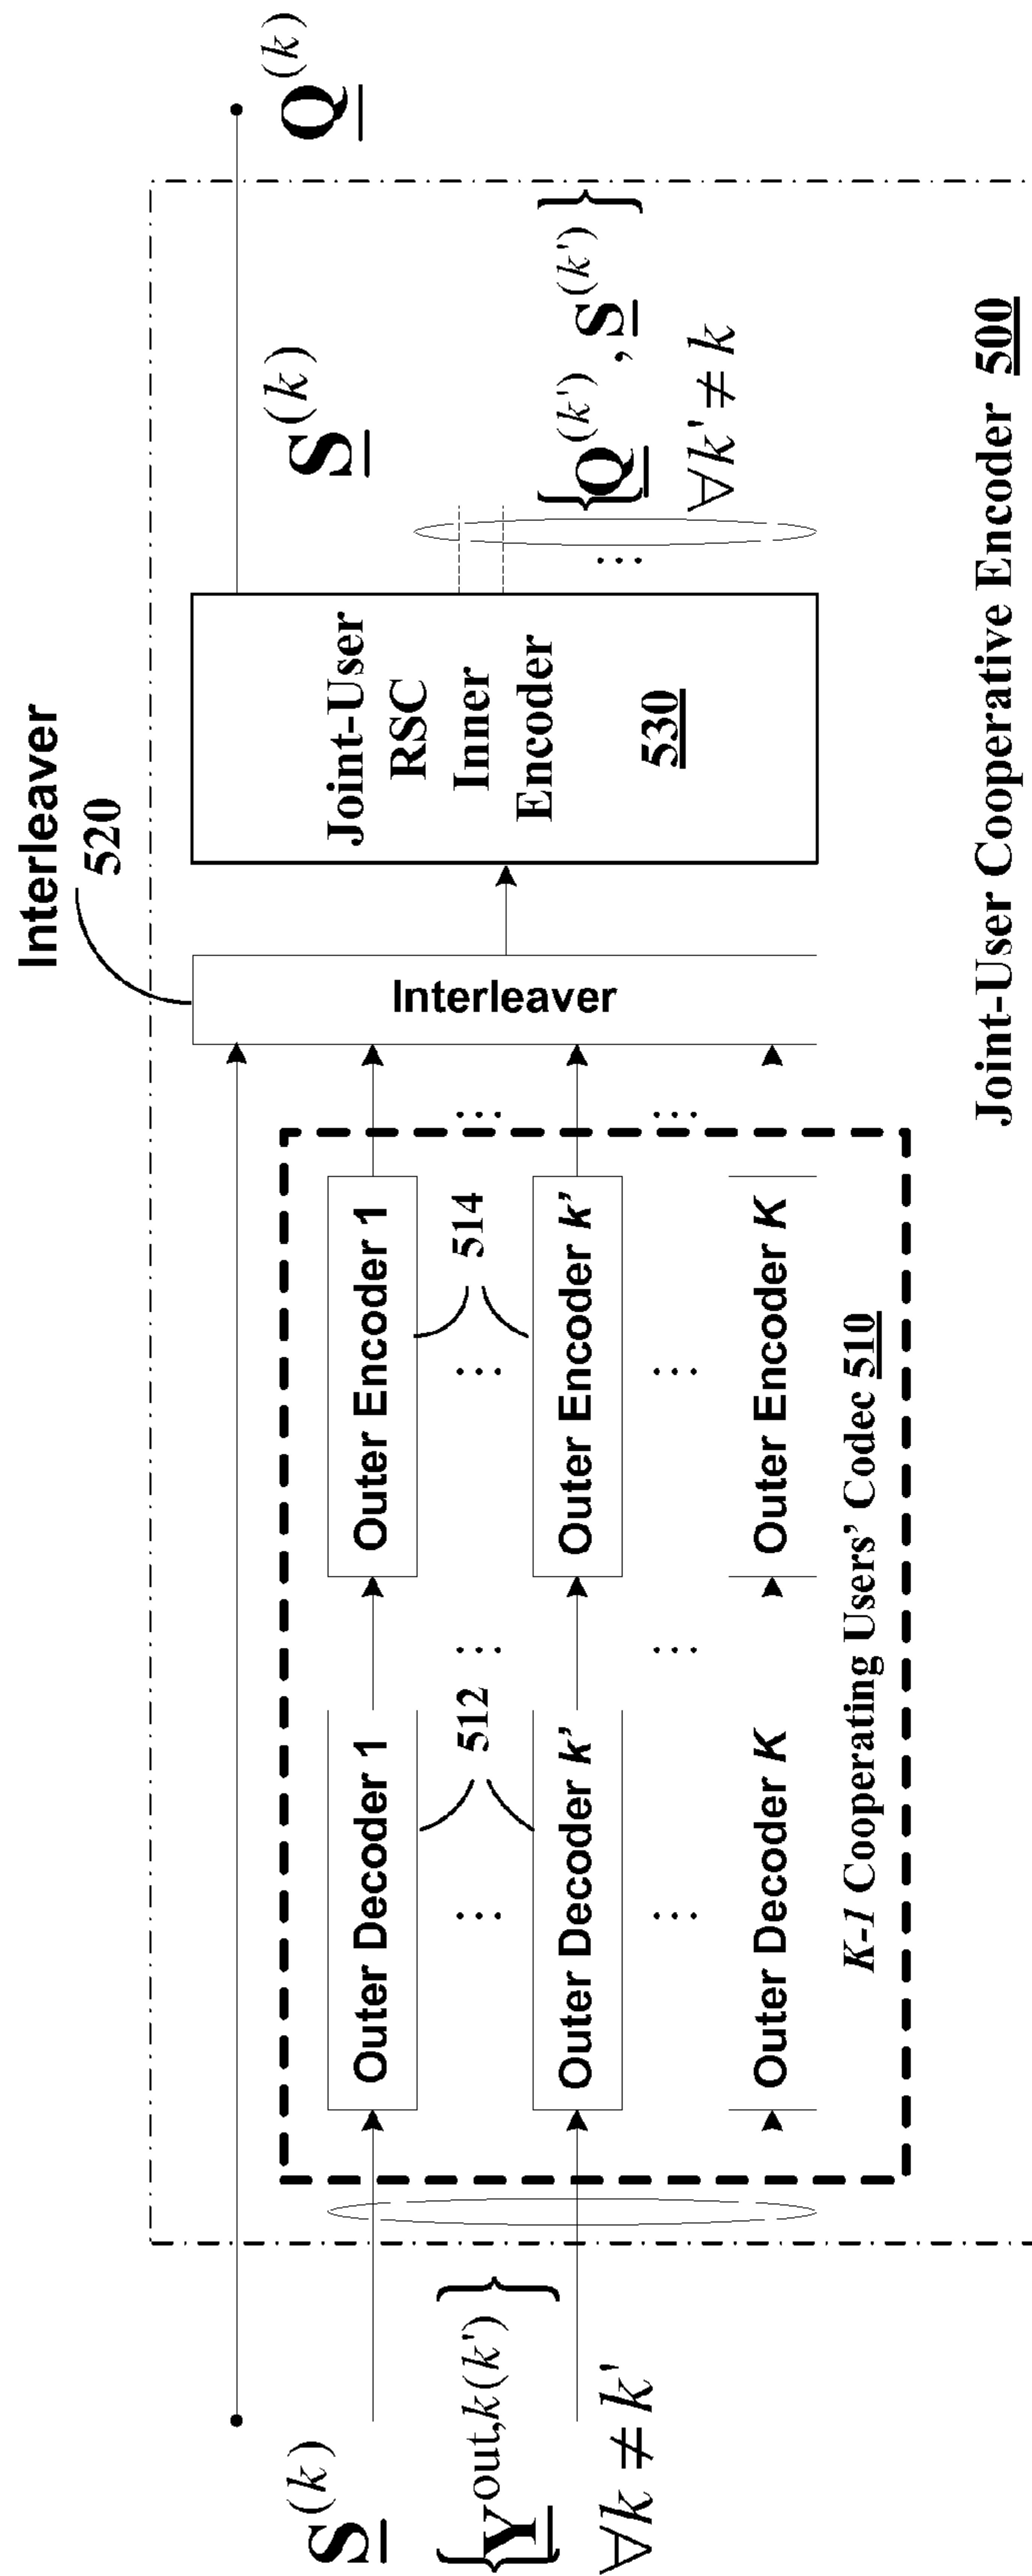 Interleaver
520
S^(k)
{Y^out,k(k')}
∀k ≠ k'
Outer Decoder 1
512
Outer Decoder k'
Outer Decoder K
Outer Encoder 1
514
Outer Encoder k'
Outer Encoder K
K-1 Cooperating Users' Codec 510
Interleaver
Joint-User
RSC
Inner
Encoder
530
S^(k)
{Q^(k'), S^(k')}
∀k' ≠ k
Q^(k)
Joint-User Cooperative Encoder 500